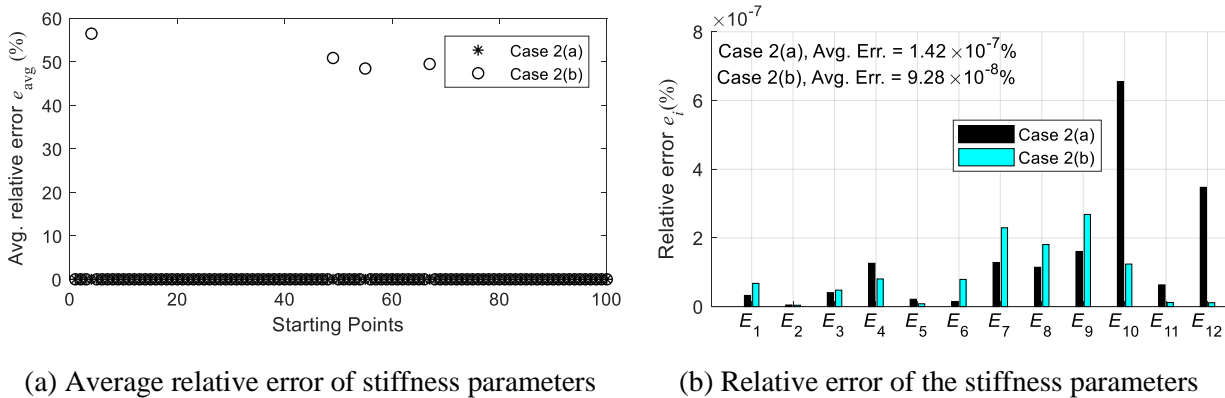 60
50
40
30
20
10
0
Avg. relative error e_avg (%)
Case 2(a)
Case 2(b)
0 20 40 60 80 100
Starting Points
(a) Average relative error of stiffness parameters
×10^-7
8
6
4
2
0
Relative error e_i(%)
Case 2(a), Avg. Err. = 1.42 ×10^-7%
Case 2(b), Avg. Err. = 9.28 ×10^-8%
Case 2(a)
Case 2(b)
E_1 E_2 E_3 E_4 E_5 E_6 E_7 E_8 E_9 E_10 E_11 E_12
(b) Relative error of the stiffness parameters